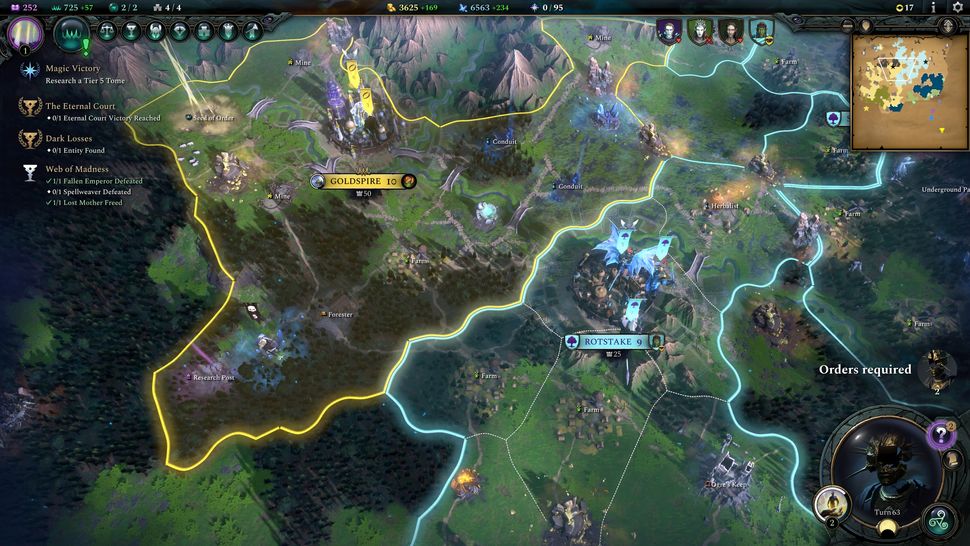 252
725 +57
2 / 2
4 / 4
3625 +169
6563 +234
0 / 95
17
1
Magic Victory
Research a Tier 5 Tome
The Eternal Court
0/1 Eternal Court Victory Reached
Dark Losses
0/1 Entity Found
Web of Madness
1/1 Fallen Emperor Defeated
0/1 Spellweaver Defeated
1/1 Lost Mother Freed
Mine
Mine
Farm
Seed of Order
Conduit
Farm
GOLDSPIRE 10
50
Conduit
Underground Pa
Mine
Herbalist
Farm
Farm
Forester
Farm
ROTSTAKE 9
25
Research Post
Farm
Orders required
2
Farm
Ogre's Keep
2
Turn 63
2